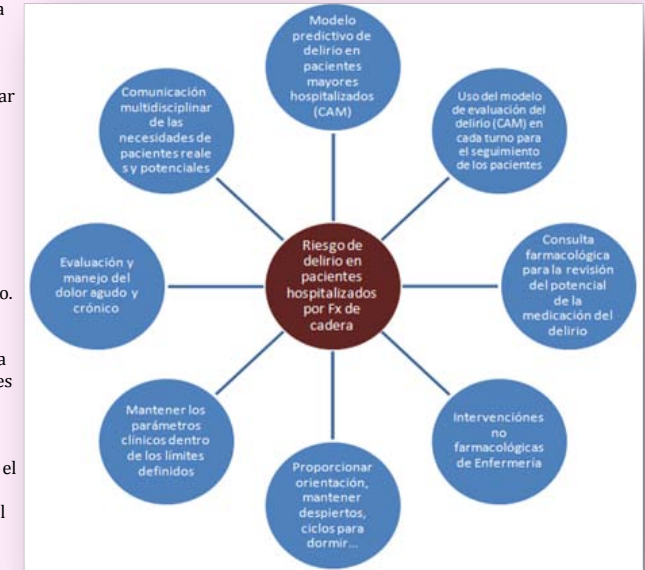 a
ar
o.
a
es
el
l
Modelo
predictivo de
delirio en
pacientes
mayores
hospitalizados
(CAM)
Uso del modelo
de evaluación del
delirio (CAM) en
cada turno para
el seguimiento
de los pacientes
Consulta
farmacológica
para la revisión
del potencial
de la
medicación del
delirio
Intervenciónes
no
farmacológicas
de Enfermería
Proporcionar
orientación,
mantener
despiertos,
ciclos para
dormir...
Mantener los
parámetros
clínicos dentro
de los límites
definidos
Evaluación y
manejo del
dolor agudo y
crónico
Comunicación
multidisciplinar
de las
necesidades de
pacientes reale
s y potenciales
Riesgo de
delirio en
pacientes
hospitalizados
por Fx de
cadera